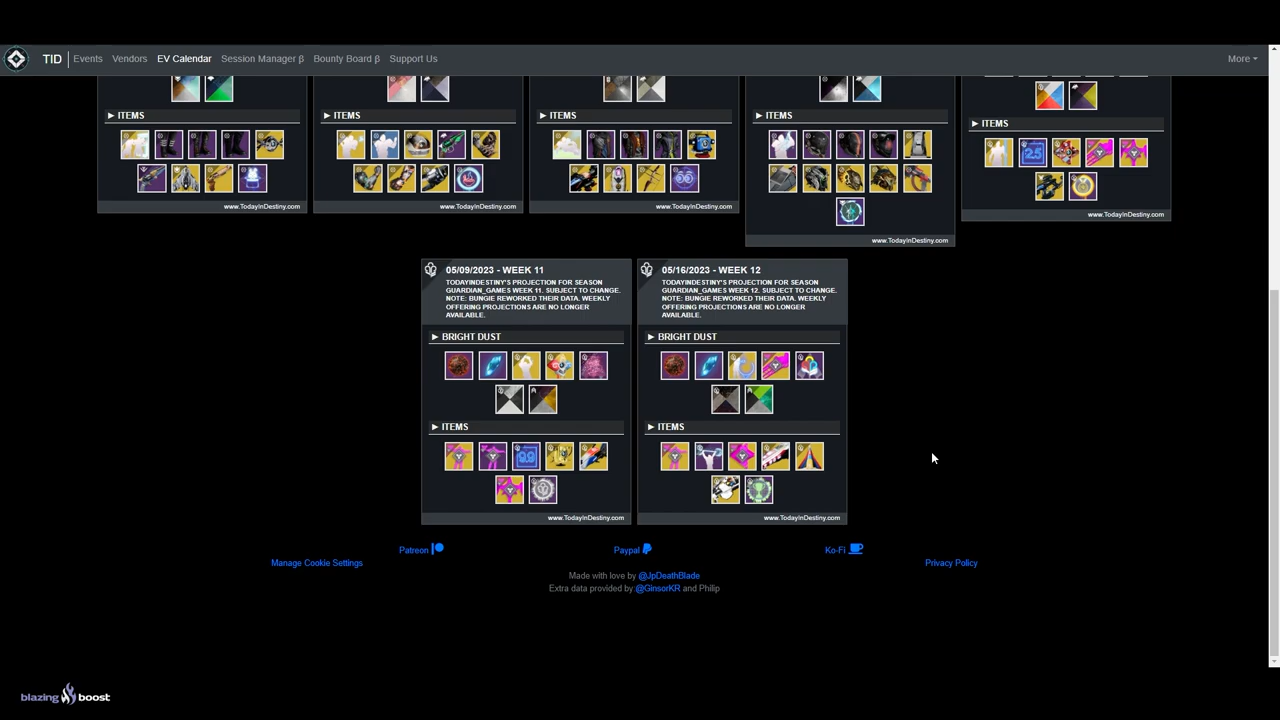 TID Events Vendors EV Calendar Session Manager β Bounty Board β Support Us More
▶ ITEMS
▶ ITEMS
▶ ITEMS
▶ ITEMS
▶ ITEMS
2.5
www.TodayInDestiny.com
www.TodayInDestiny.com
www.TodayInDestiny.com
www.TodayInDestiny.com
www.TodayInDestiny.com
05/09/2023 - WEEK 11
TODAYINDESTINY'S PROJECTION FOR SEASON
GUARDIAN_GAMES WEEK 11. SUBJECT TO CHANGE.
NOTE: BUNGIE REWORKED THEIR DATA. WEEKLY
OFFERING PROJECTIONS ARE NO LONGER
AVAILABLE.
▶ BRIGHT DUST
▶ ITEMS
9.9
www.TodayInDestiny.com
05/16/2023 - WEEK 12
TODAYINDESTINY'S PROJECTION FOR SEASON
GUARDIAN_GAMES WEEK 12. SUBJECT TO CHANGE.
NOTE: BUNGIE REWORKED THEIR DATA. WEEKLY
OFFERING PROJECTIONS ARE NO LONGER
AVAILABLE.
▶ BRIGHT DUST
▶ ITEMS
www.TodayInDestiny.com
Patreon Paypal Ko-Fi
Manage Cookie Settings Privacy Policy
Made with love by @JpDeathBlade
Extra data provided by @GinsorKR and Philip
blazing boost